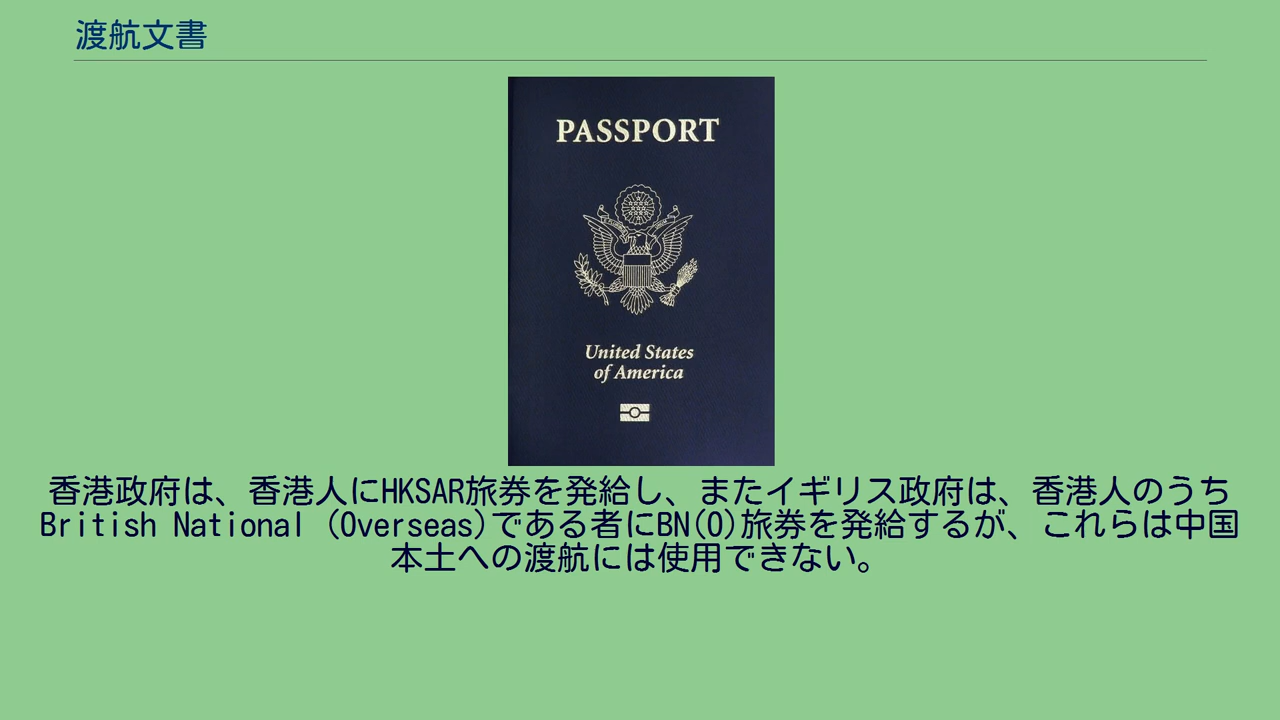 渡航文書
PASSPORT
United States
of America
香港政府は、香港人にHKSAR旅券を発給し、またイギリス政府は、香港人のうち
British National (Overseas)である者にBN(O)旅券を発給するが、これらは中国
本土への渡航には使用できない。